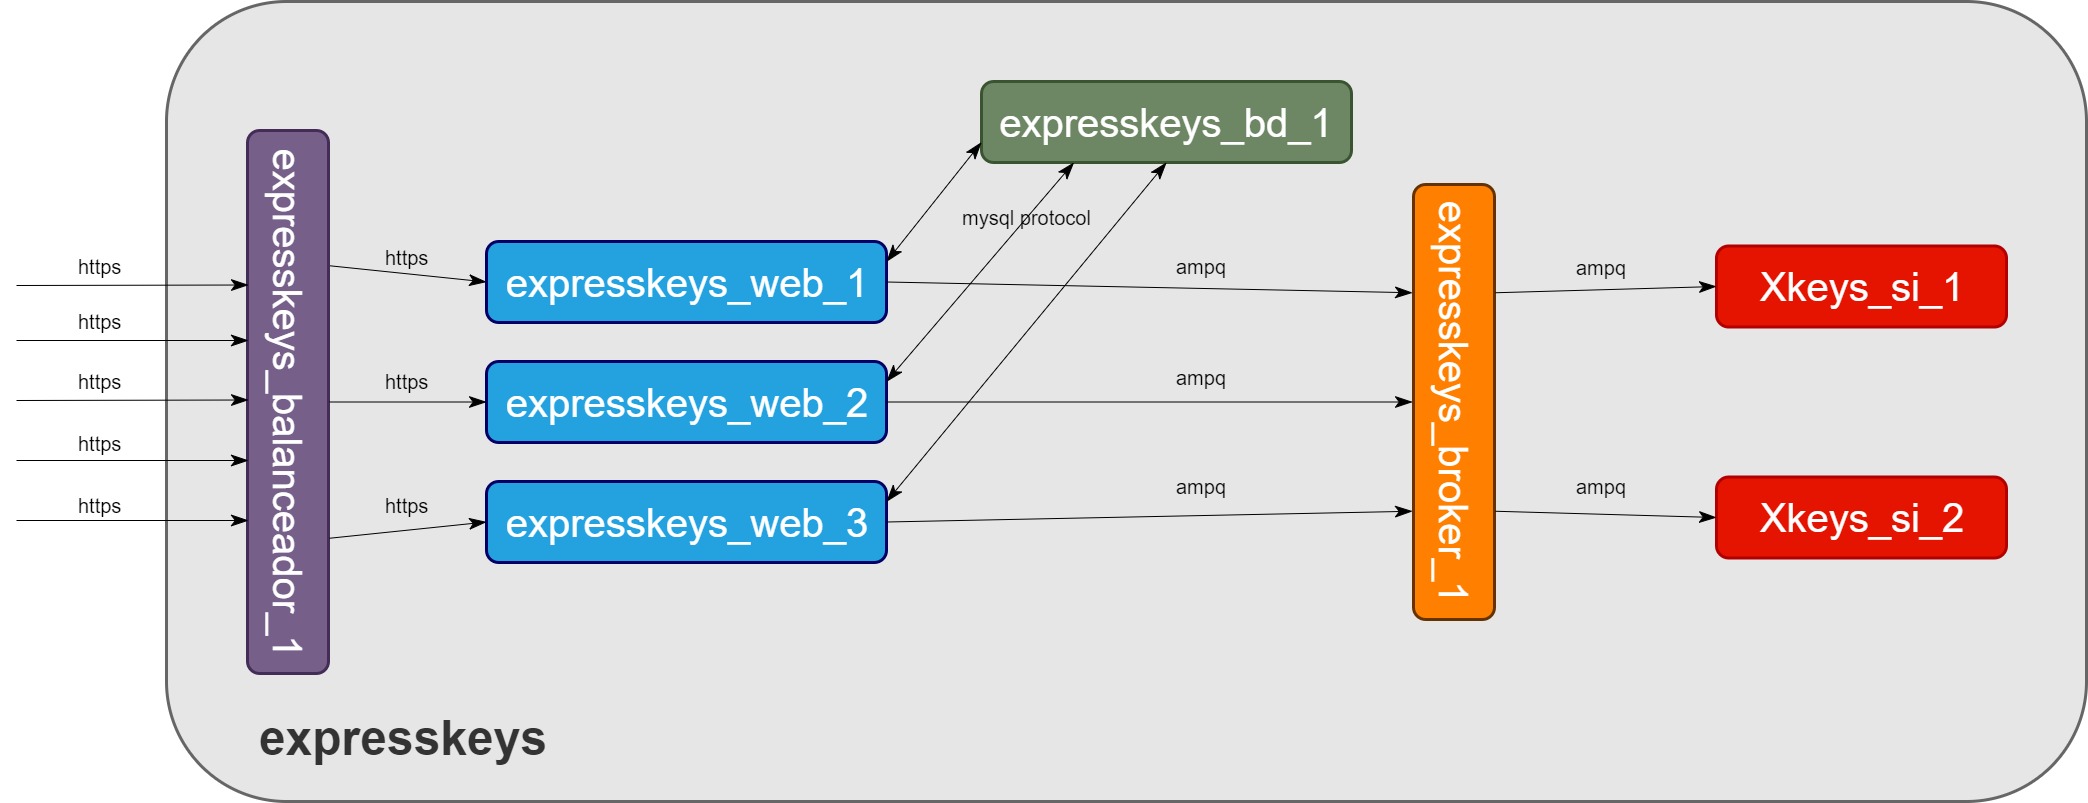 https
https
https
https
https
expresskeys_balanceador_1
https
https
https
expresskeys_web_1
expresskeys_web_2
expresskeys_web_3
expresskeys_bd_1
mysql protocol
ampq
ampq
ampq
expresskeys_broker_1
ampq
ampq
Xkeys_si_1
Xkeys_si_2
expresskeys